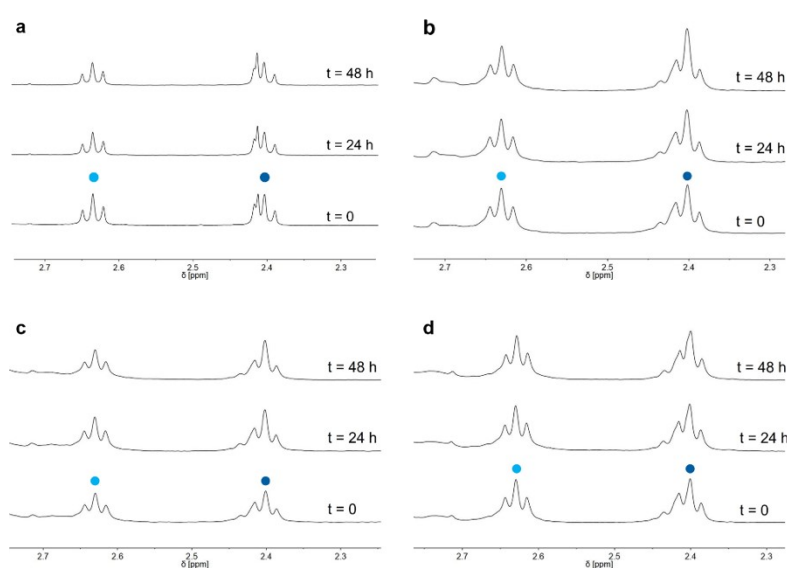 a
t = 48 h
t = 24 h
t = 0
2.7 2.6 2.5 2.4 2.3
δ [ppm]
b
t = 48 h
t = 24 h
t = 0
2.7 2.6 2.5 2.4 2.3
δ [ppm]
c
t = 48 h
t = 24 h
t = 0
2.7 2.6 2.5 2.4 2.3
δ [ppm]
d
t = 48 h
t = 24 h
t = 0
2.7 2.6 2.5 2.4 2.3
δ [ppm]